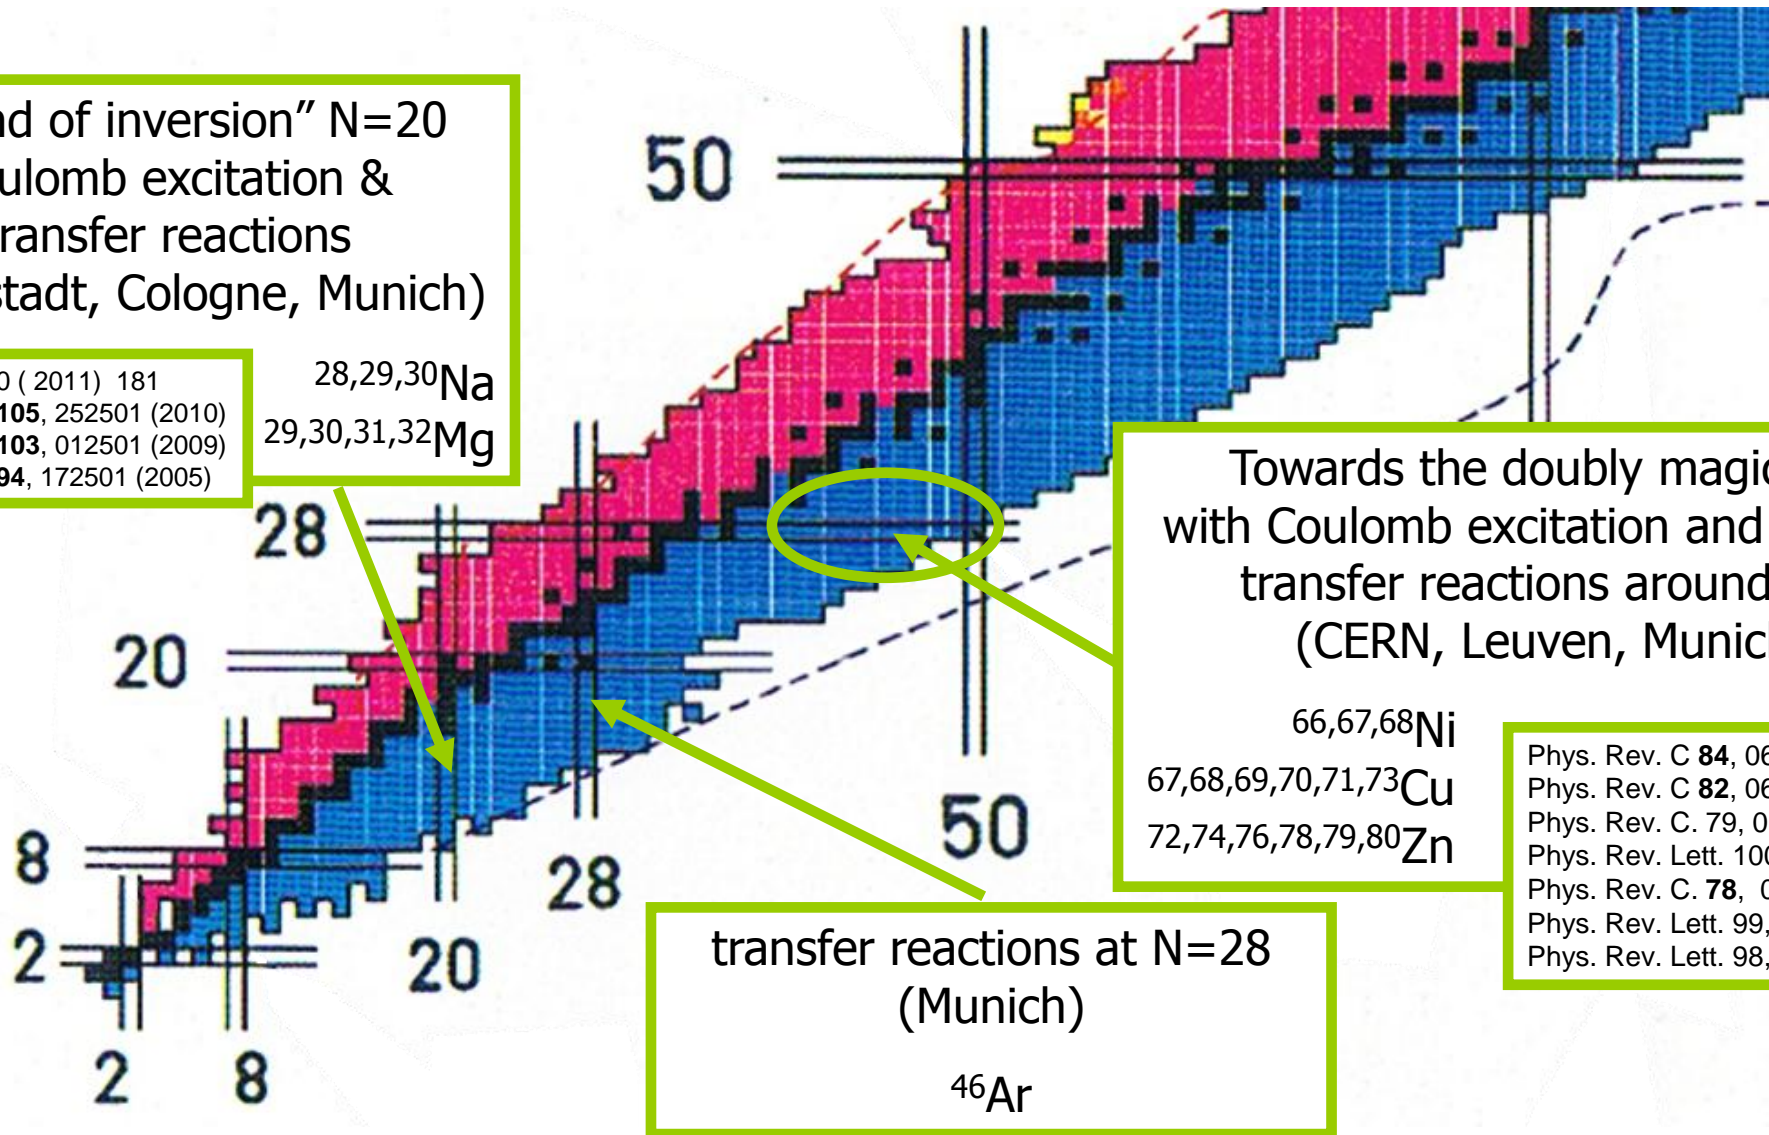 nd of inversion” N=20
ulomb excitation &
ransfer reactions
stadt, Cologne, Munich)
28,29,30Na
29,30,31,32Mg
0 ( 2011) 181
105, 252501 (2010)
103, 012501 (2009)
94, 172501 (2005)
50
28
20
8
2
2
8
20
28
50
Towards the doubly magic
with Coulomb excitation and
transfer reactions around
(CERN, Leuven, Munich
66,67,68Ni
67,68,69,70,71,73Cu
72,74,76,78,79,80Zn
Phys. Rev. C 84, 06
Phys. Rev. C 82, 06
Phys. Rev. C. 79, 0
Phys. Rev. Lett. 100
Phys. Rev. C. 78, 0
Phys. Rev. Lett. 99,
Phys. Rev. Lett. 98,
transfer reactions at N=28
(Munich)
46Ar